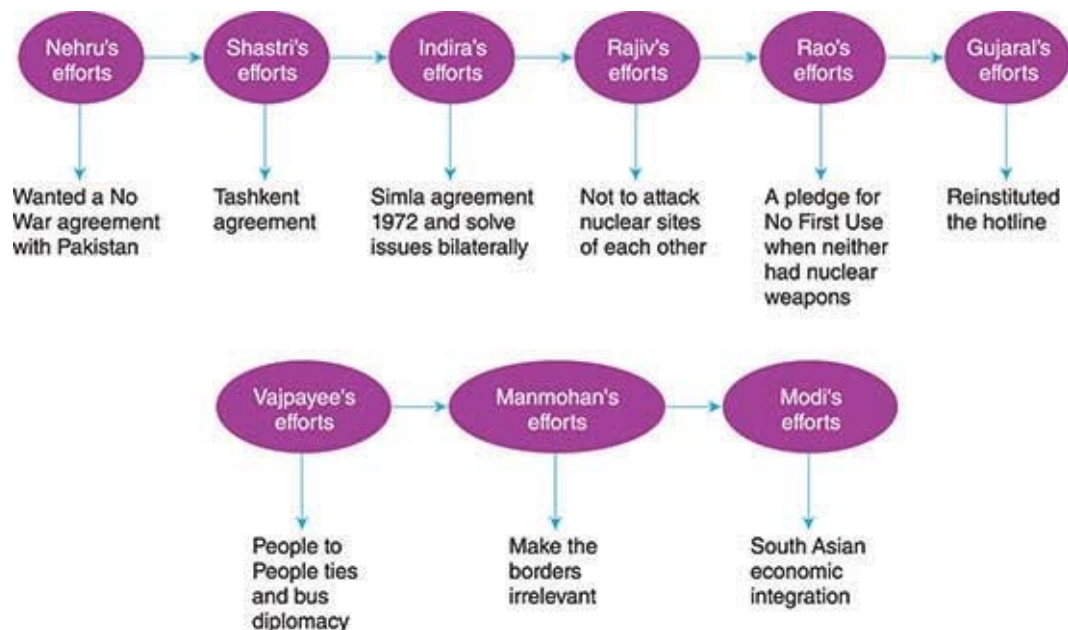 Nehru's
efforts
Shastri's
efforts
Indira's
efforts
Rajiv's
efforts
Rao's
efforts
Gujaral's
efforts
Wanted a No
War agreement
with Pakistan
Tashkent
agreement
Simla agreement
1972 and solve
issues bilaterally
Not to attack
nuclear sites
of each other
A pledge for
No First Use
when neither
had nuclear
weapons
Reinstituted
the hotline
Vajpayee's
efforts
Manmohan's
efforts
Modi's
efforts
People to
People ties
and bus
diplomacy
Make the
borders
irrelevant
South Asian
economic
integration